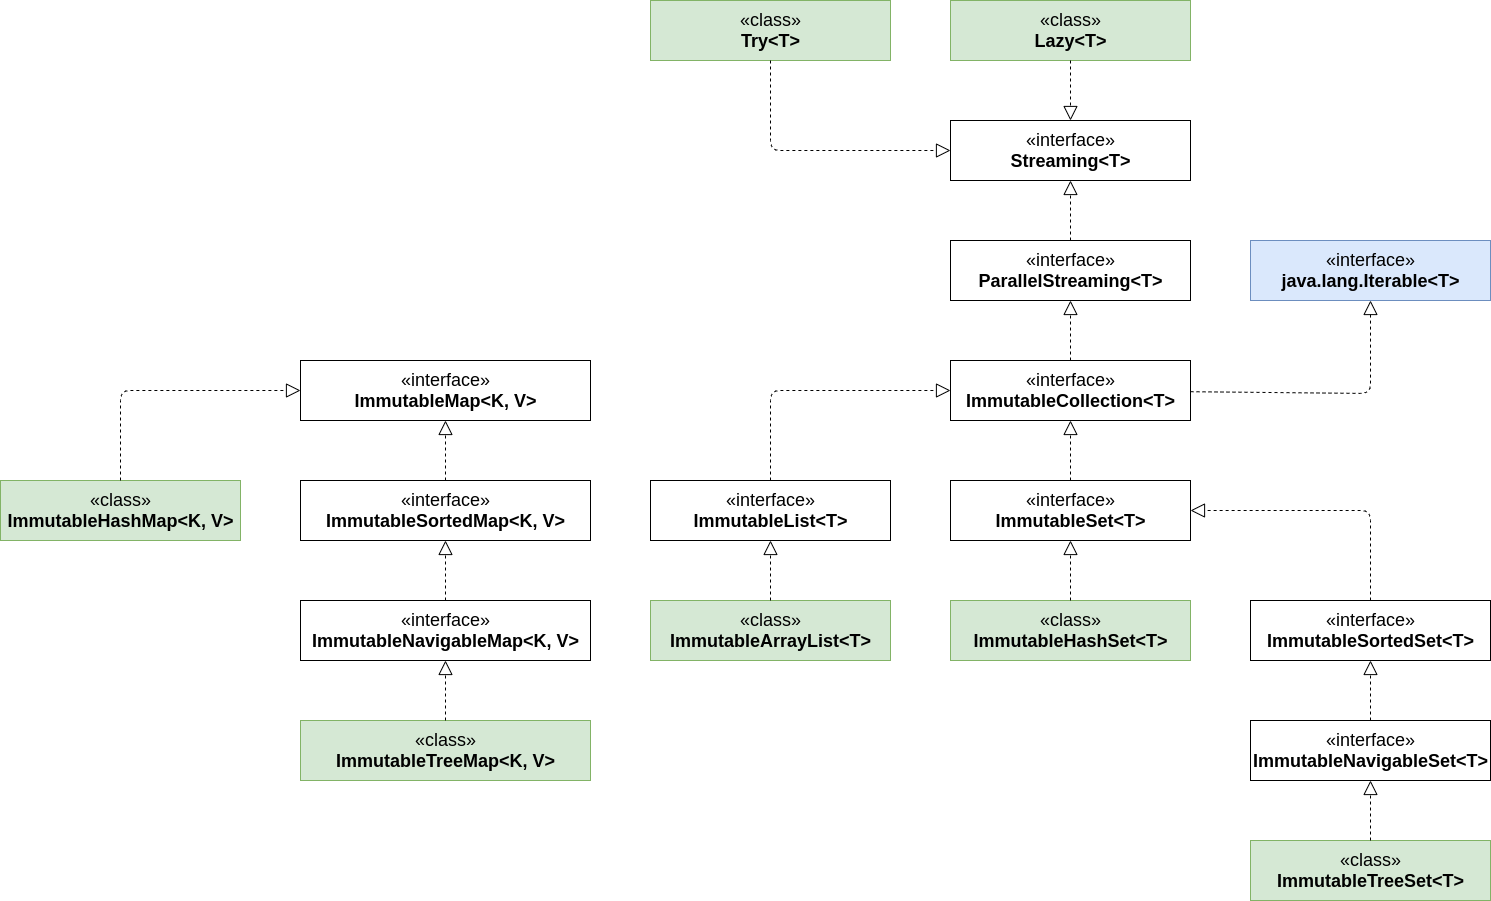 «class»
Try<T>
«class»
Lazy<T>
«interface»
Streaming<T>
«interface»
ParallelStreaming<T>
«interface»
java.lang.Iterable<T>
«interface»
ImmutableMap<K, V>
«interface»
ImmutableCollection<T>
«class»
ImmutableHashMap<K, V>
«interface»
ImmutableSortedMap<K, V>
«interface»
ImmutableList<T>
«interface»
ImmutableSet<T>
«interface»
ImmutableNavigableMap<K, V>
«class»
ImmutableArrayList<T>
«class»
ImmutableHashSet<T>
«interface»
ImmutableSortedSet<T>
«class»
ImmutableTreeMap<K, V>
«interface»
ImmutableNavigableSet<T>
«class»
ImmutableTreeSet<T>